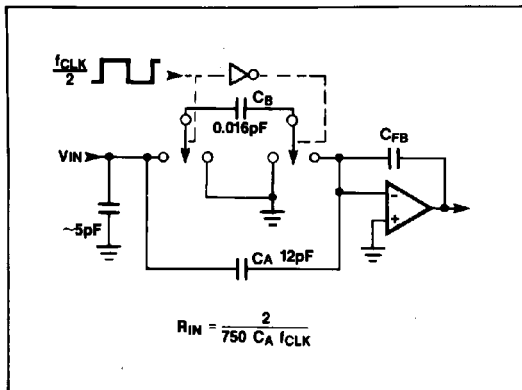 fCLK
2
CB
0.016pF
CFB
VIN
~5pF
CA 12pF
-
+
RIN = 2
750 CA fCLK